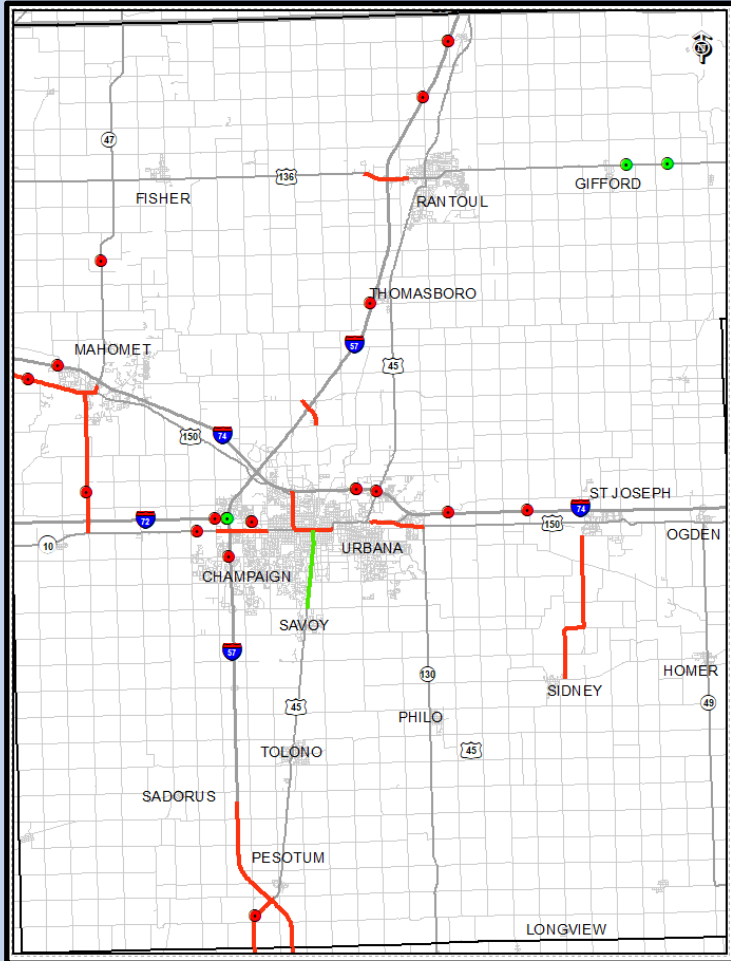 N
47
136
FISHER
GIFFORD
RANTOUL
THOMASBORO
57
MAHOMET
45
150
74
ST JOSEPH
74
72
150
OGDEN
10
URBANA
CHAMPAIGN
SAVOY
57
HOMER
130
SIDNEY
49
45
PHILO
45
TOLONO
SADORUS
PESOTUM
LONGVIEW